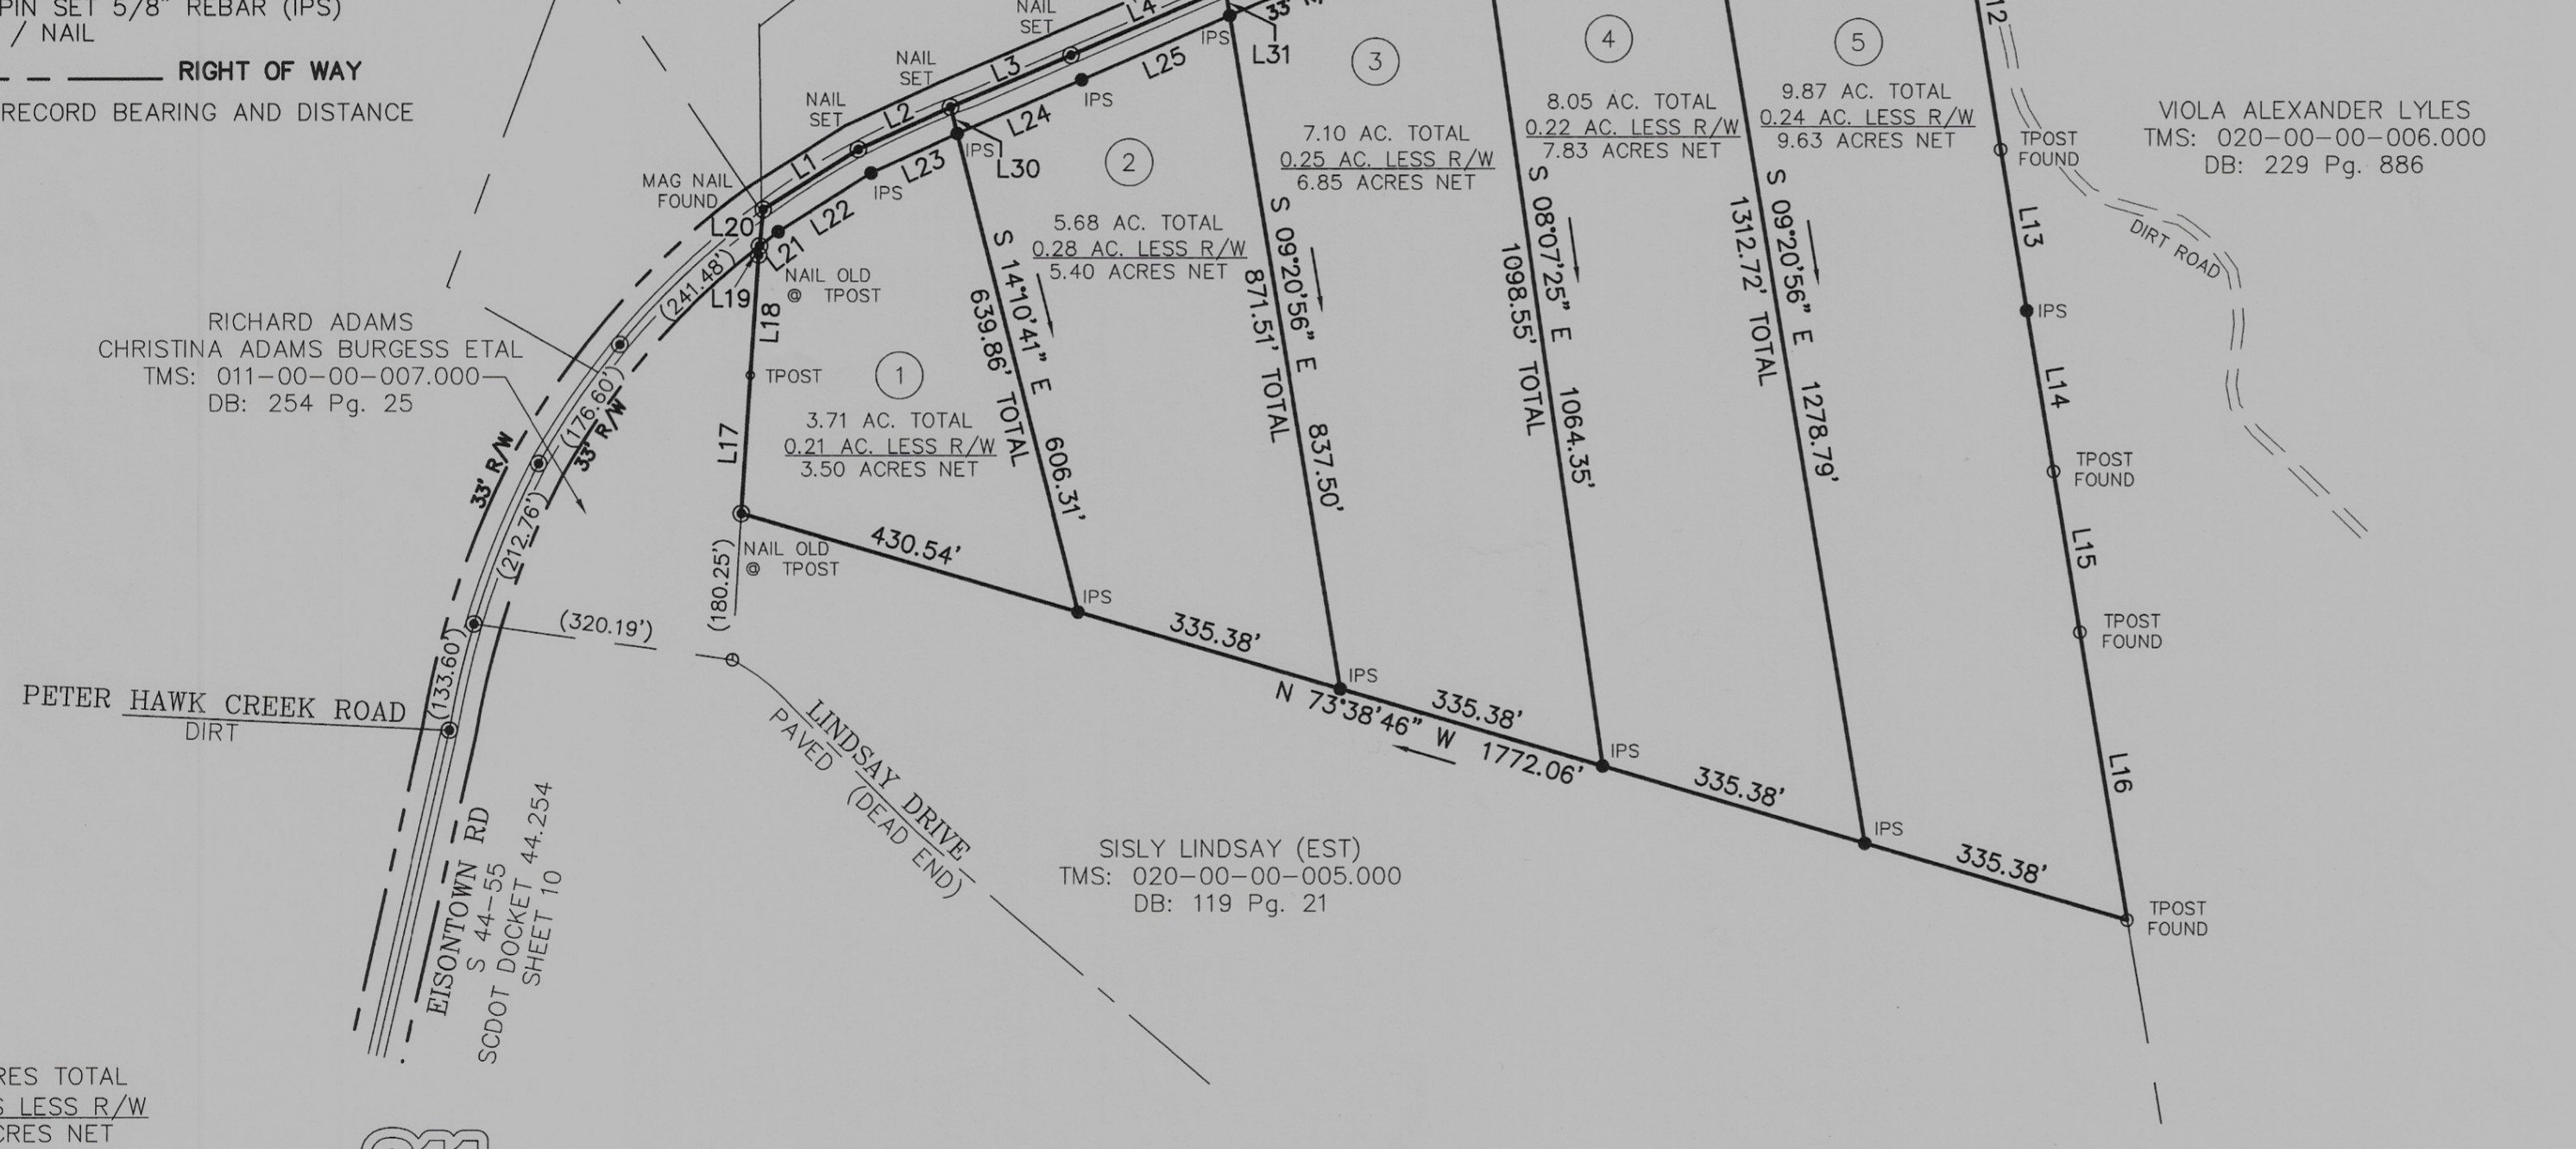 PIN SET 5/8" REBAR (IPS)
/ NAIL
RIGHT OF WAY
RECORD BEARING AND DISTANCE
NAIL
SET
L4
NAIL
SET
L3
NAIL
SET
L2
L1
MAG NAIL
FOUND
L20
L21
L22
IPS
L23
IPS
L30
L24
IPS
L25
IPS
L31
33'
L19
NAIL OLD
@ TPOST
L18
TPOST
L17
NAIL OLD
@ TPOST
(241.48')
(176.60')
33' R/W
33' R/W
(212.76')
(133.60')
(320.19')
(180.25')
RICHARD ADAMS
CHRISTINA ADAMS BURGESS ETAL
TMS: 011-00-00-007.000
DB: 254 Pg. 25
1
3.71 AC. TOTAL
0.21 AC. LESS R/W
3.50 ACRES NET
S 14°10'41" E 606.31'
639.86' TOTAL
2
5.68 AC. TOTAL
0.28 AC. LESS R/W
5.40 ACRES NET
S 09°20'56" E 837.50'
871.51' TOTAL
3
7.10 AC. TOTAL
0.25 AC. LESS R/W
6.85 ACRES NET
S 08°07'25" E 1064.35'
1098.55' TOTAL
4
8.05 AC. TOTAL
0.22 AC. LESS R/W
7.83 ACRES NET
S 09°20'56" E 1278.79'
1312.72' TOTAL
5
9.87 AC. TOTAL
0.24 AC. LESS R/W
9.63 ACRES NET
TPOST
FOUND
L13
IPS
L14
TPOST
FOUND
L15
TPOST
FOUND
L16
TPOST
FOUND
DIRT ROAD
VIOLA ALEXANDER LYLES
TMS: 020-00-00-006.000
DB: 229 Pg. 886
430.54'
IPS
335.38'
IPS
335.38'
IPS
335.38'
IPS
335.38'
N 73°38'46" W 1772.06'
PETER HAWK CREEK ROAD
DIRT
LINDSAY DRIVE
PAVED (DEAD END)
SISLY LINDSAY (EST)
TMS: 020-00-00-005.000
DB: 119 Pg. 21
EISONTOWN RD
S 44-55
SCDOT DOCKET 44.254
SHEET 10
RES TOTAL
S LESS R/W
CRES NET